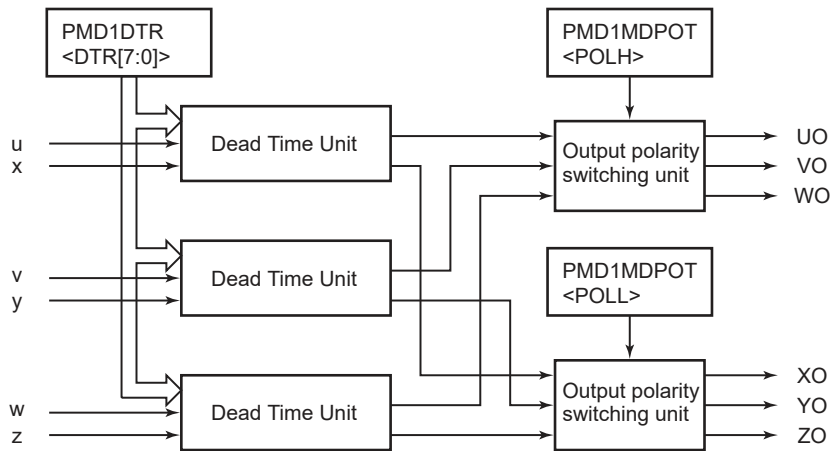 PMD1DTR
<DTR[7:0]>
PMD1MDPOT
<POLH>
u
x
Dead Time Unit
Output polarity
switching unit
UO
VO
WO
v
y
Dead Time Unit
PMD1MDPOT
<POLL>
w
z
Dead Time Unit
Output polarity
switching unit
XO
YO
ZO